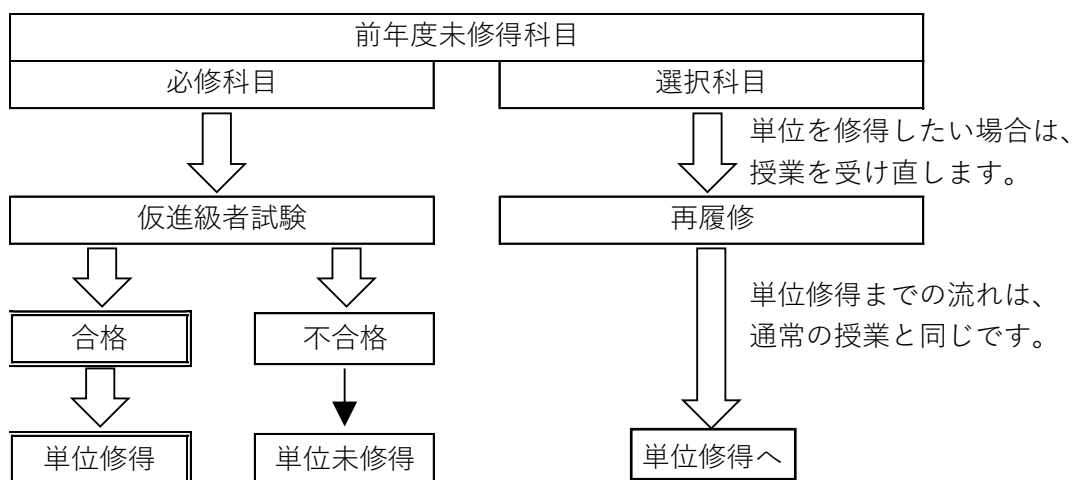 前年度未修得科目
必修科目
選択科目
単位を修得したい場合は、
授業を受け直します。
仮進級者試験
再履修
単位修得までの流れは、
通常の授業と同じです。
合格
不合格
単位修得
単位未修得
単位修得へ